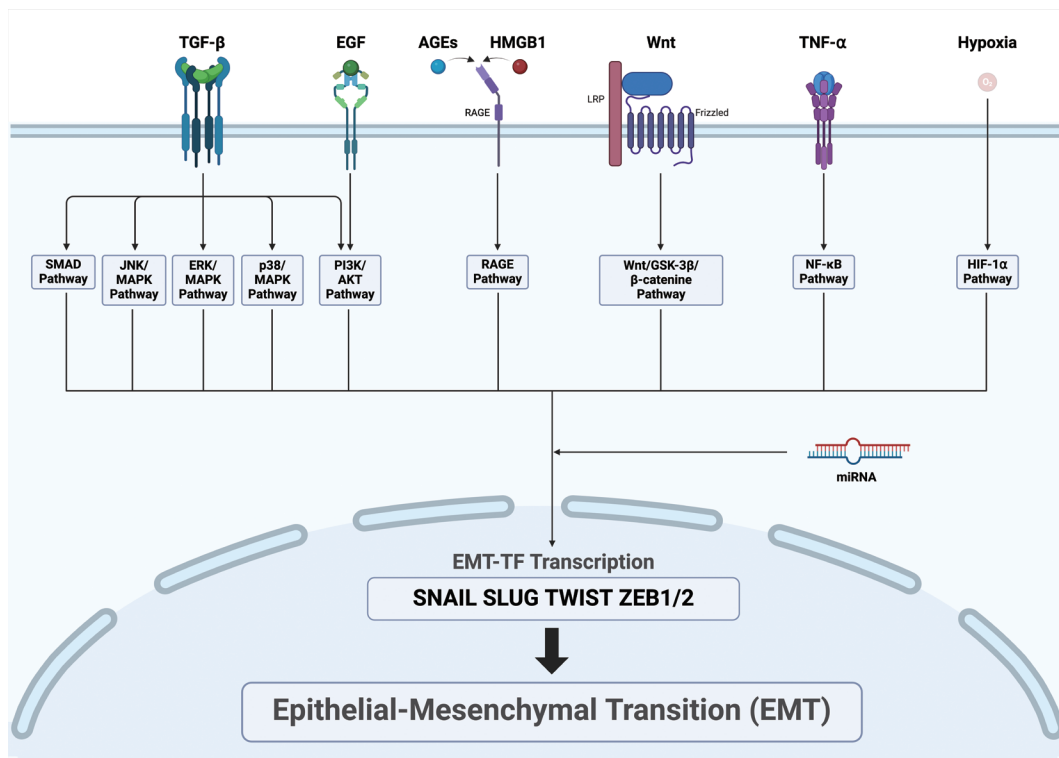 TGF-β
EGF
AGEs
HMGB1
Wnt
TNF-α
Hypoxia
O₂
LRP
RAGE
Frizzled
SMAD
Pathway
JNK/
MAPK
Pathway
ERK/
MAPK
Pathway
p38/
MAPK
Pathway
PI3K/
AKT
Pathway
RAGE
Pathway
Wnt/GSK-3β/
β-catenine
Pathway
NF-κB
Pathway
HIF-1α
Pathway
miRNA
EMT-TF Transcription
SNAIL SLUG TWIST ZEB1/2
Epithelial-Mesenchymal Transition (EMT)